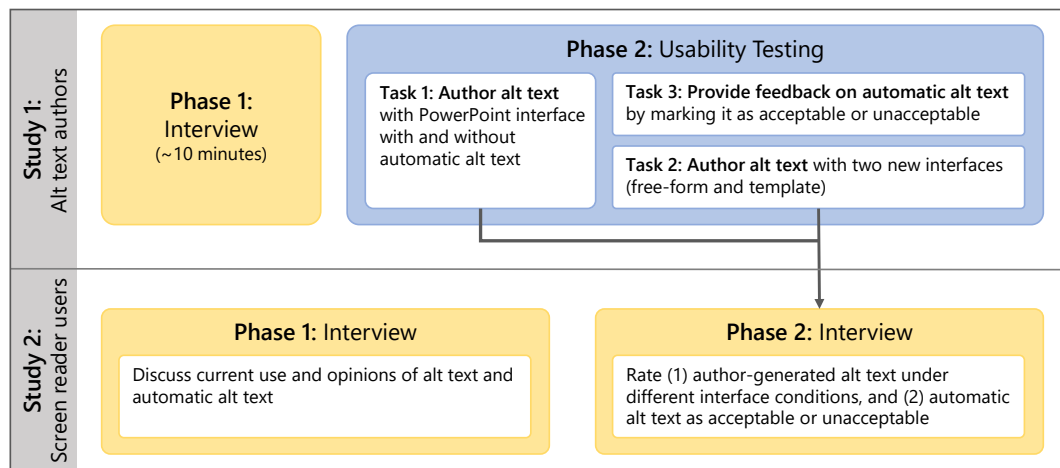 Study 1:
Alt text authors
Phase 1:
Interview
(~10 minutes)
Phase 2: Usability Testing
Task 1: Author alt text
with PowerPoint interface
with and without
automatic alt text
Task 3: Provide feedback on automatic alt text
by marking it as acceptable or unacceptable
Task 2: Author alt text with two new interfaces
(free-form and template)
Study 2:
Screen reader users
Phase 1: Interview
Discuss current use and opinions of alt text and
automatic alt text
Phase 2: Interview
Rate (1) author-generated alt text under
different interface conditions, and (2) automatic
alt text as acceptable or unacceptable